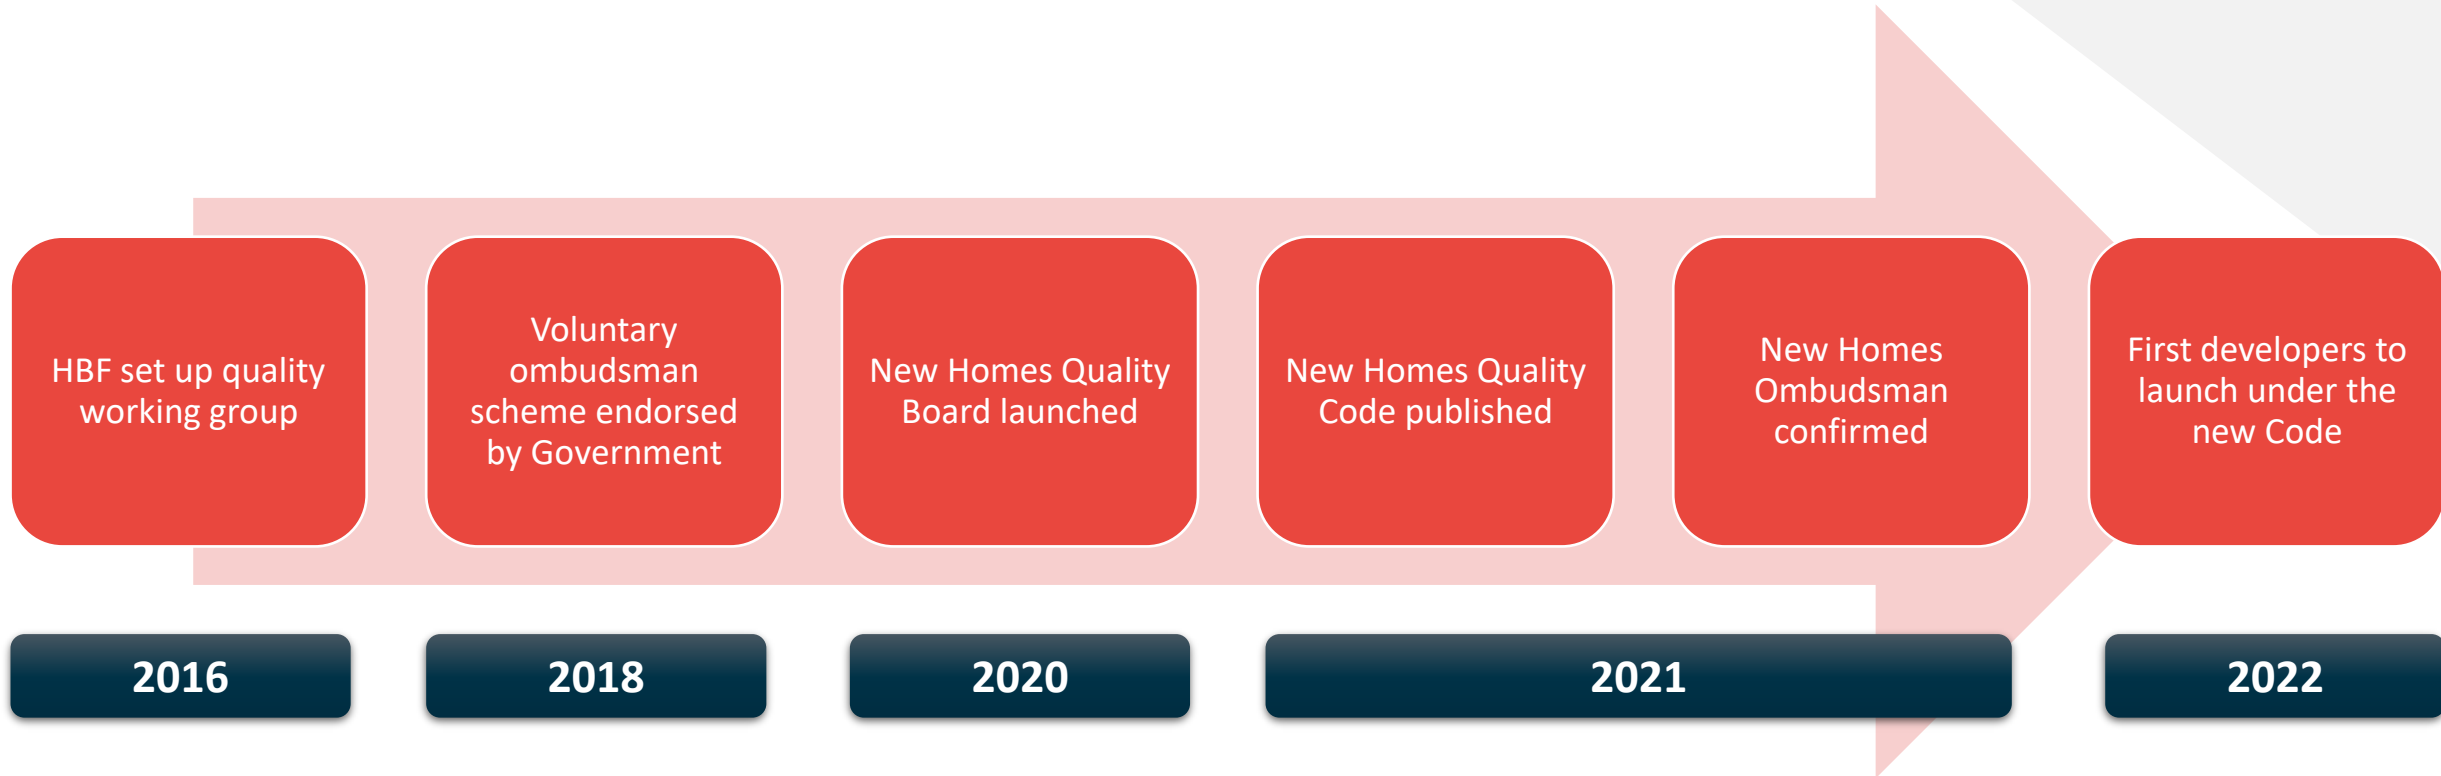 HBF set up quality
working group
Voluntary
ombudsman
scheme endorsed
by Government
New Homes Quality
Board launched
New Homes Quality
Code published
New Homes
Ombudsman
confirmed
First developers to
launch under the
new Code
2016
2018
2020
2021
2022